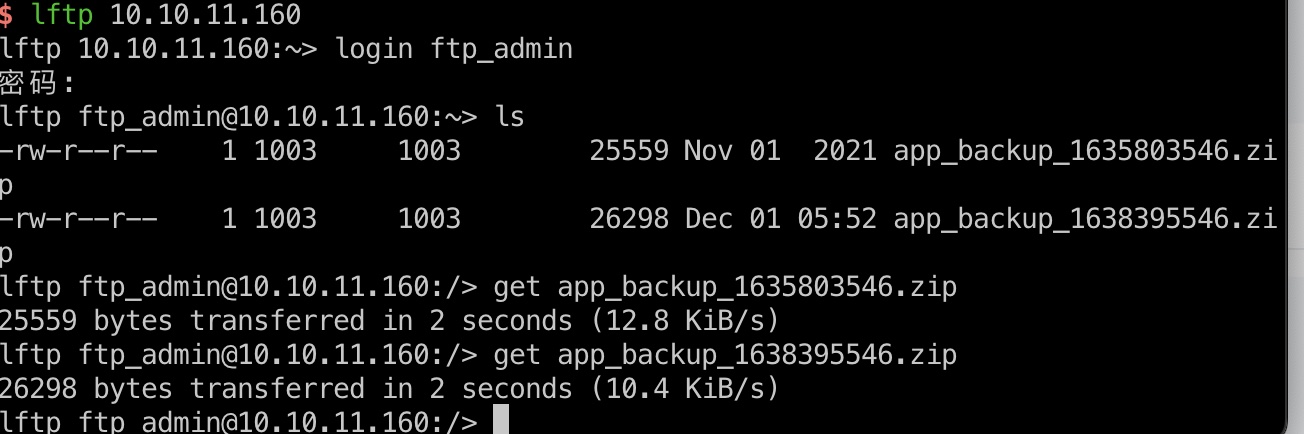 $ lftp 10.10.11.160
lftp 10.10.11.160:~> login ftp_admin
密码:
lftp ftp_admin@10.10.11.160:~> ls
-rw-r--r--    1 1003     1003        25559 Nov 01  2021 app_backup_1635803546.zi
p
-rw-r--r--    1 1003     1003        26298 Dec 01 05:52 app_backup_1638395546.zi
p
lftp ftp_admin@10.10.11.160:/> get app_backup_1635803546.zip
25559 bytes transferred in 2 seconds (12.8 KiB/s)
lftp ftp_admin@10.10.11.160:/> get app_backup_1638395546.zip
26298 bytes transferred in 2 seconds (10.4 KiB/s)
lftp ftp_admin@10.10.11.160:/>